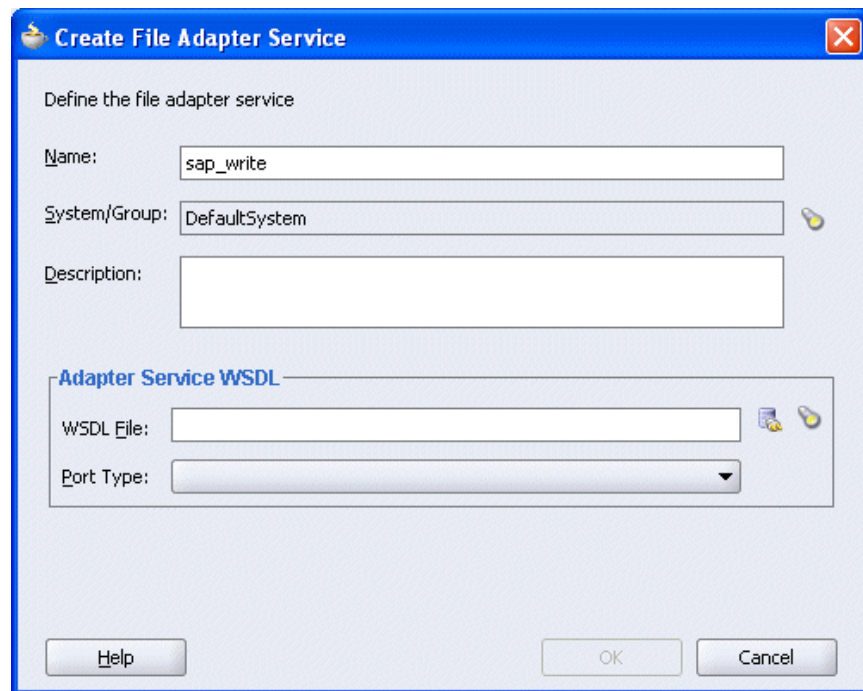 Create File Adapter Service
Define the file adapter service
Name: sap_write
System/Group: DefaultSystem
Description:
Adapter Service WSDL
WSDL File:
Port Type:
Help OK Cancel